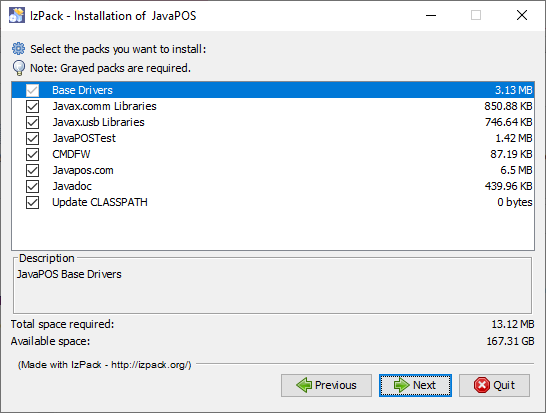 IzPack - Installation of  JavaPOS
Select the packs you want to install:
Note: Grayed packs are required.
Base Drivers 3.13 MB
Javax.comm Libraries 850.88 KB
Javax.usb Libraries 746.64 KB
JavaPOSTest 1.42 MB
CMDFW 87.19 KB
Javapos.com 6.5 MB
Javadoc 439.96 KB
Update CLASSPATH 0 bytes
Description
JavaPOS Base Drivers
Total space required: 13.12 MB
Available space: 167.31 GB
(Made with IzPack - http://izpack.org/)
Previous Next Quit